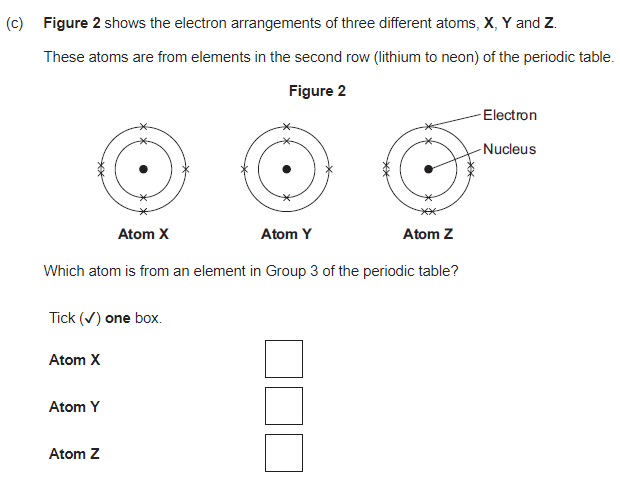 (c) Figure 2 shows the electron arrangements of three different atoms, X, Y and Z.
These atoms are from elements in the second row (lithium to neon) of the periodic table.
Figure 2
Electron
Nucleus
Atom X Atom Y Atom Z
Which atom is from an element in Group 3 of the periodic table?
Tick (✓) one box.
Atom X
Atom Y
Atom Z